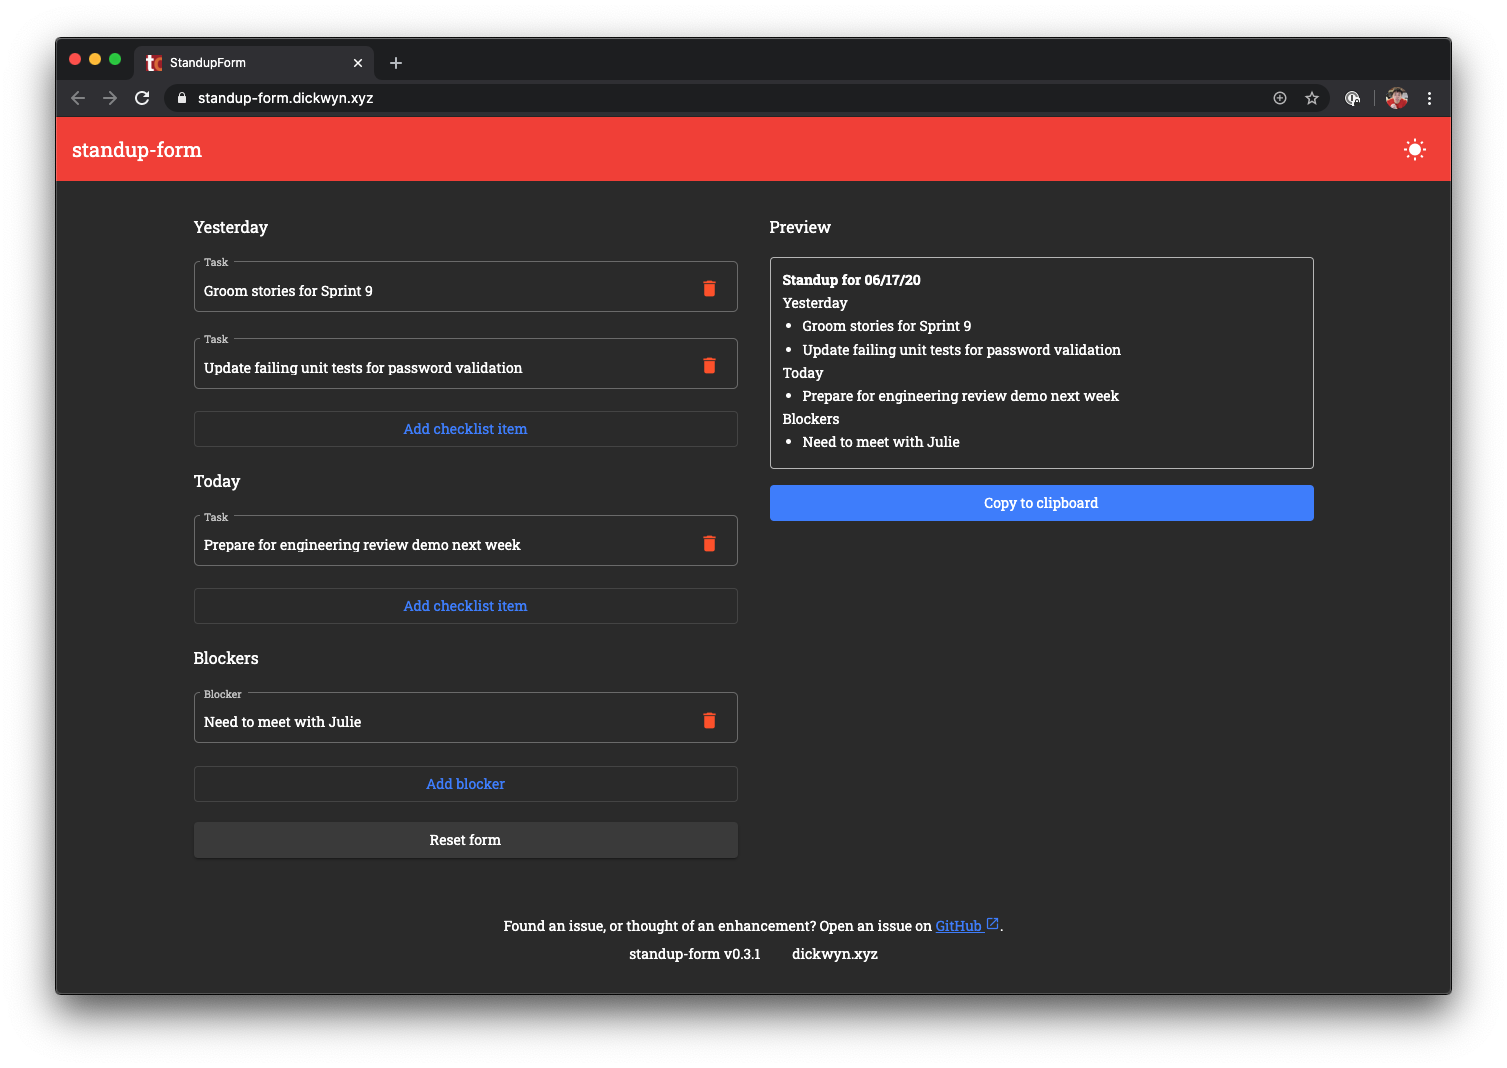 StandupForm
standup-form.dickwyn.xyz
standup-form
Yesterday
Task
Groom stories for Sprint 9
Task
Update failing unit tests for password validation
Add checklist item
Today
Task
Prepare for engineering review demo next week
Add checklist item
Blockers
Blocker
Need to meet with Julie
Add blocker
Reset form
Preview
Standup for 06/17/20
Yesterday
• Groom stories for Sprint 9
• Update failing unit tests for password validation
Today
• Prepare for engineering review demo next week
Blockers
• Need to meet with Julie
Copy to clipboard
Found an issue, or thought of an enhancement? Open an issue on GitHub.
standup-form v0.3.1 dickwyn.xyz